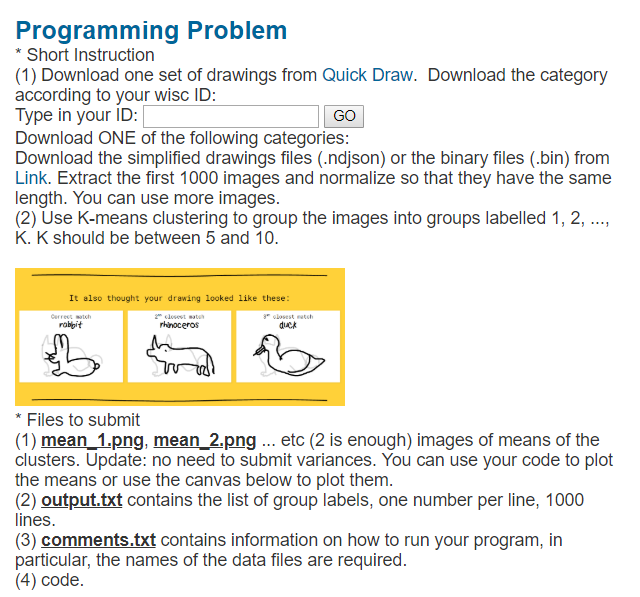 Programming Problem
* Short Instruction
(1) Download one set of drawings from Quick Draw.  Download the category
according to your wisc ID:
Type in your ID: GO
Download ONE of the following categories:
Download the simplified drawings files (.ndjson) or the binary files (.bin) from
Link. Extract the first 1000 images and normalize so that they have the same
length. You can use more images.
(2) Use K-means clustering to group the images into groups labelled 1, 2, ...,
K. K should be between 5 and 10.
It also thought your drawing looked like these:
Correct match
rabbit
2nd closest match
rhinoceros
3rd closest match
duck
* Files to submit
(1) mean_1.png, mean_2.png ... etc (2 is enough) images of means of the
clusters. Update: no need to submit variances. You can use your code to plot
the means or use the canvas below to plot them.
(2) output.txt contains the list of group labels, one number per line, 1000
lines.
(3) comments.txt contains information on how to run your program, in
particular, the names of the data files are required.
(4) code.